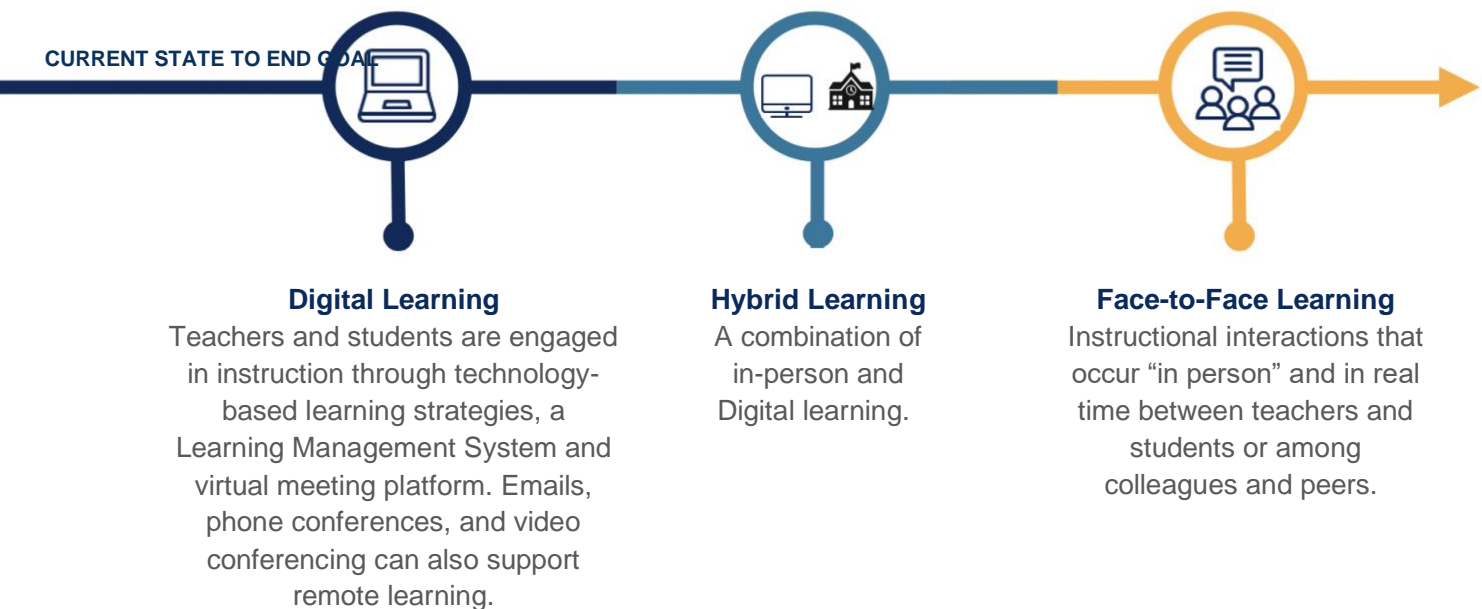 CURRENT STATE TO END GOAL
Digital Learning
Teachers and students are engaged
in instruction through technology-
based learning strategies, a
Learning Management System and
virtual meeting platform. Emails,
phone conferences, and video
conferencing can also support
remote learning.
Hybrid Learning
A combination of
in-person and
Digital learning.
Face-to-Face Learning
Instructional interactions that
occur “in person” and in real
time between teachers and
students or among
colleagues and peers.